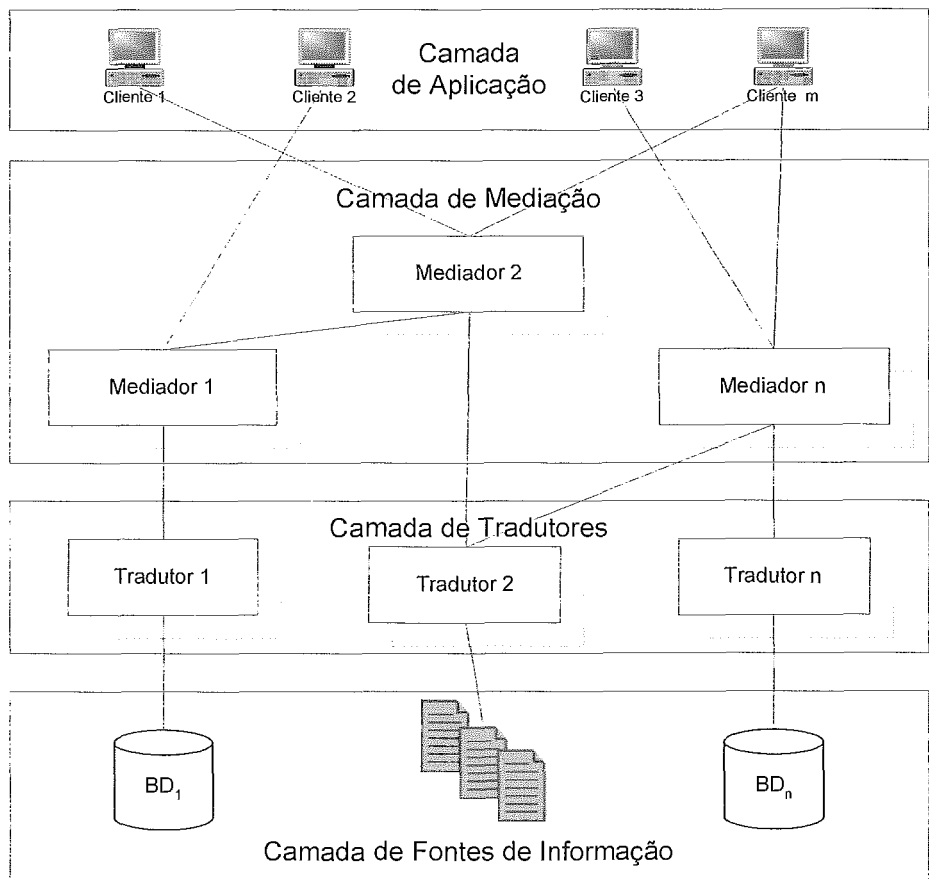 Camada
de Aplicação
Cliente 1
Cliente 2
Cliente 3
Cliente m
Camada de Mediação
Mediador 2
Mediador 1
Mediador n
Camada de Tradutores
Tradutor 1
Tradutor 2
Tradutor n
BD1
BDn
Camada de Fontes de Informação